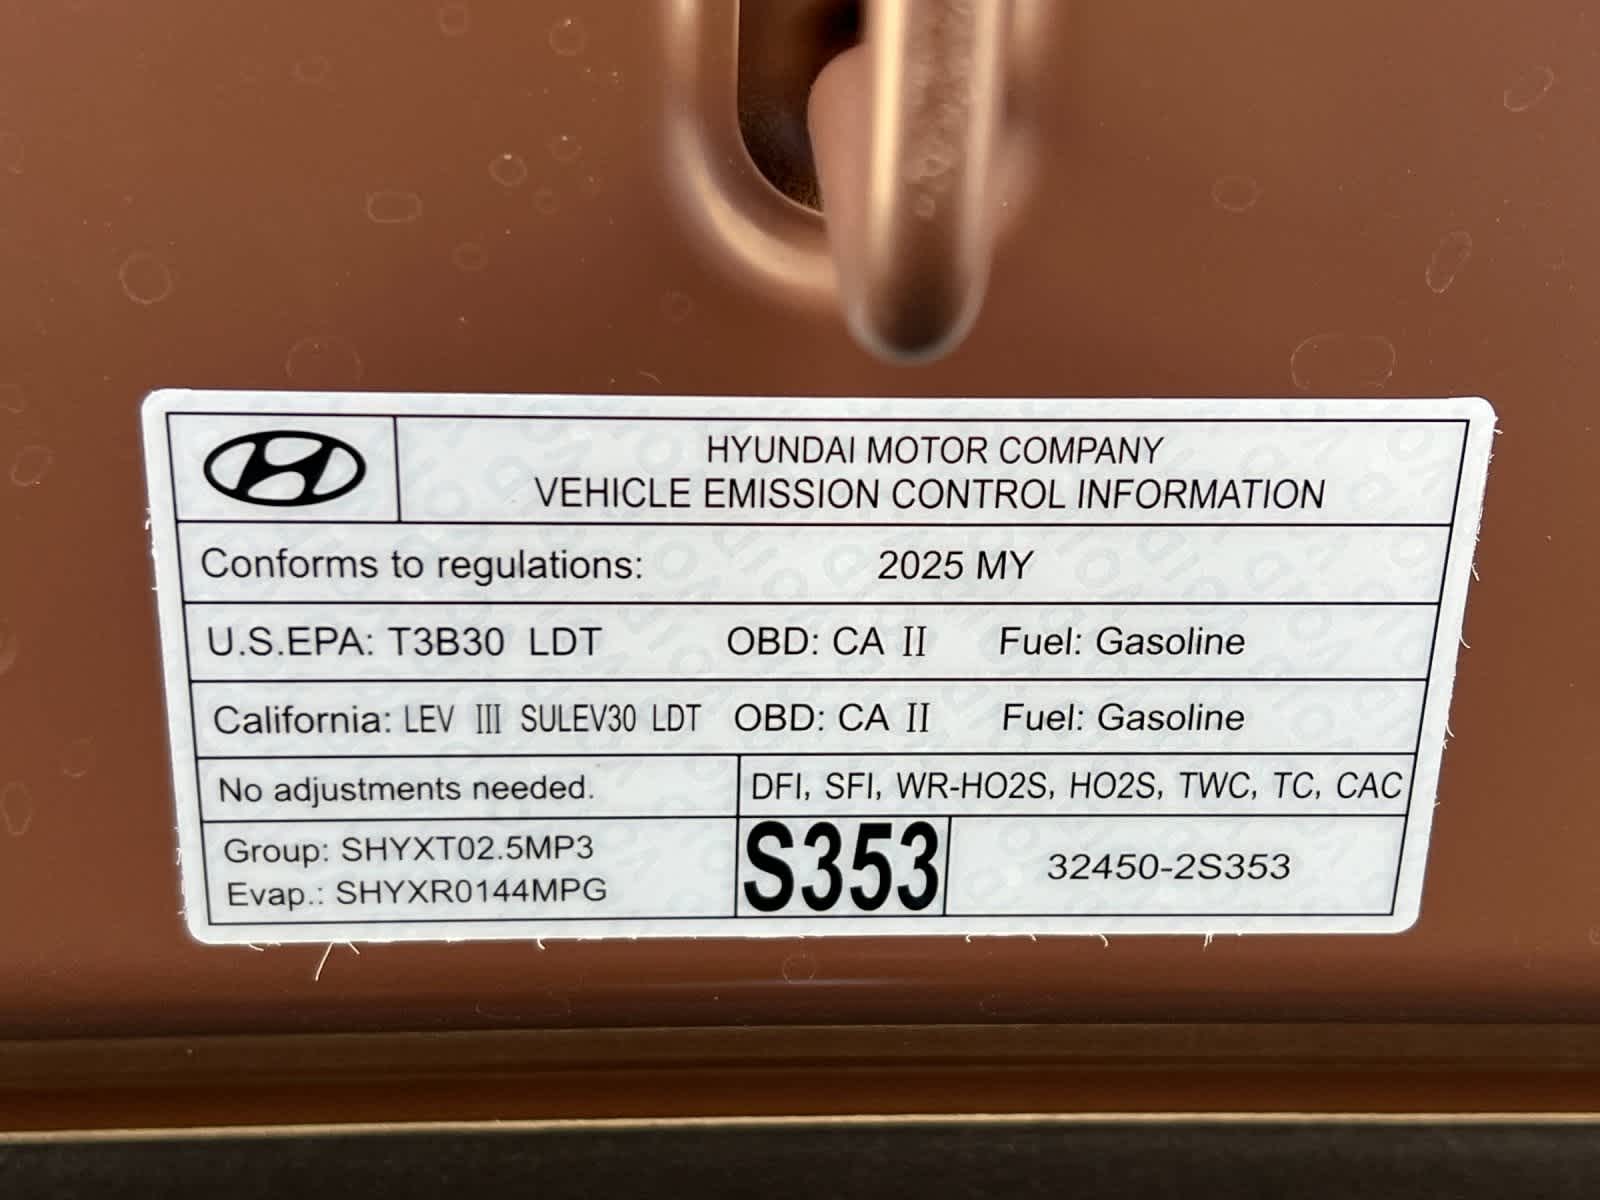 HYUNDAI MOTOR COMPANY
VEHICLE EMISSION CONTROL INFORMATION
Conforms to regulations: 2025 MY
U.S.EPA: T3B30 LDT OBD: CA II Fuel: Gasoline
California: LEV III SULEV30 LDT OBD: CA II Fuel: Gasoline
No adjustments needed. DFI, SFI, WR-HO2S, HO2S, TWC, TC, CAC
Group: SHYXT02.5MP3
Evap.: SHYXR0144MPG
S353
32450-2S353